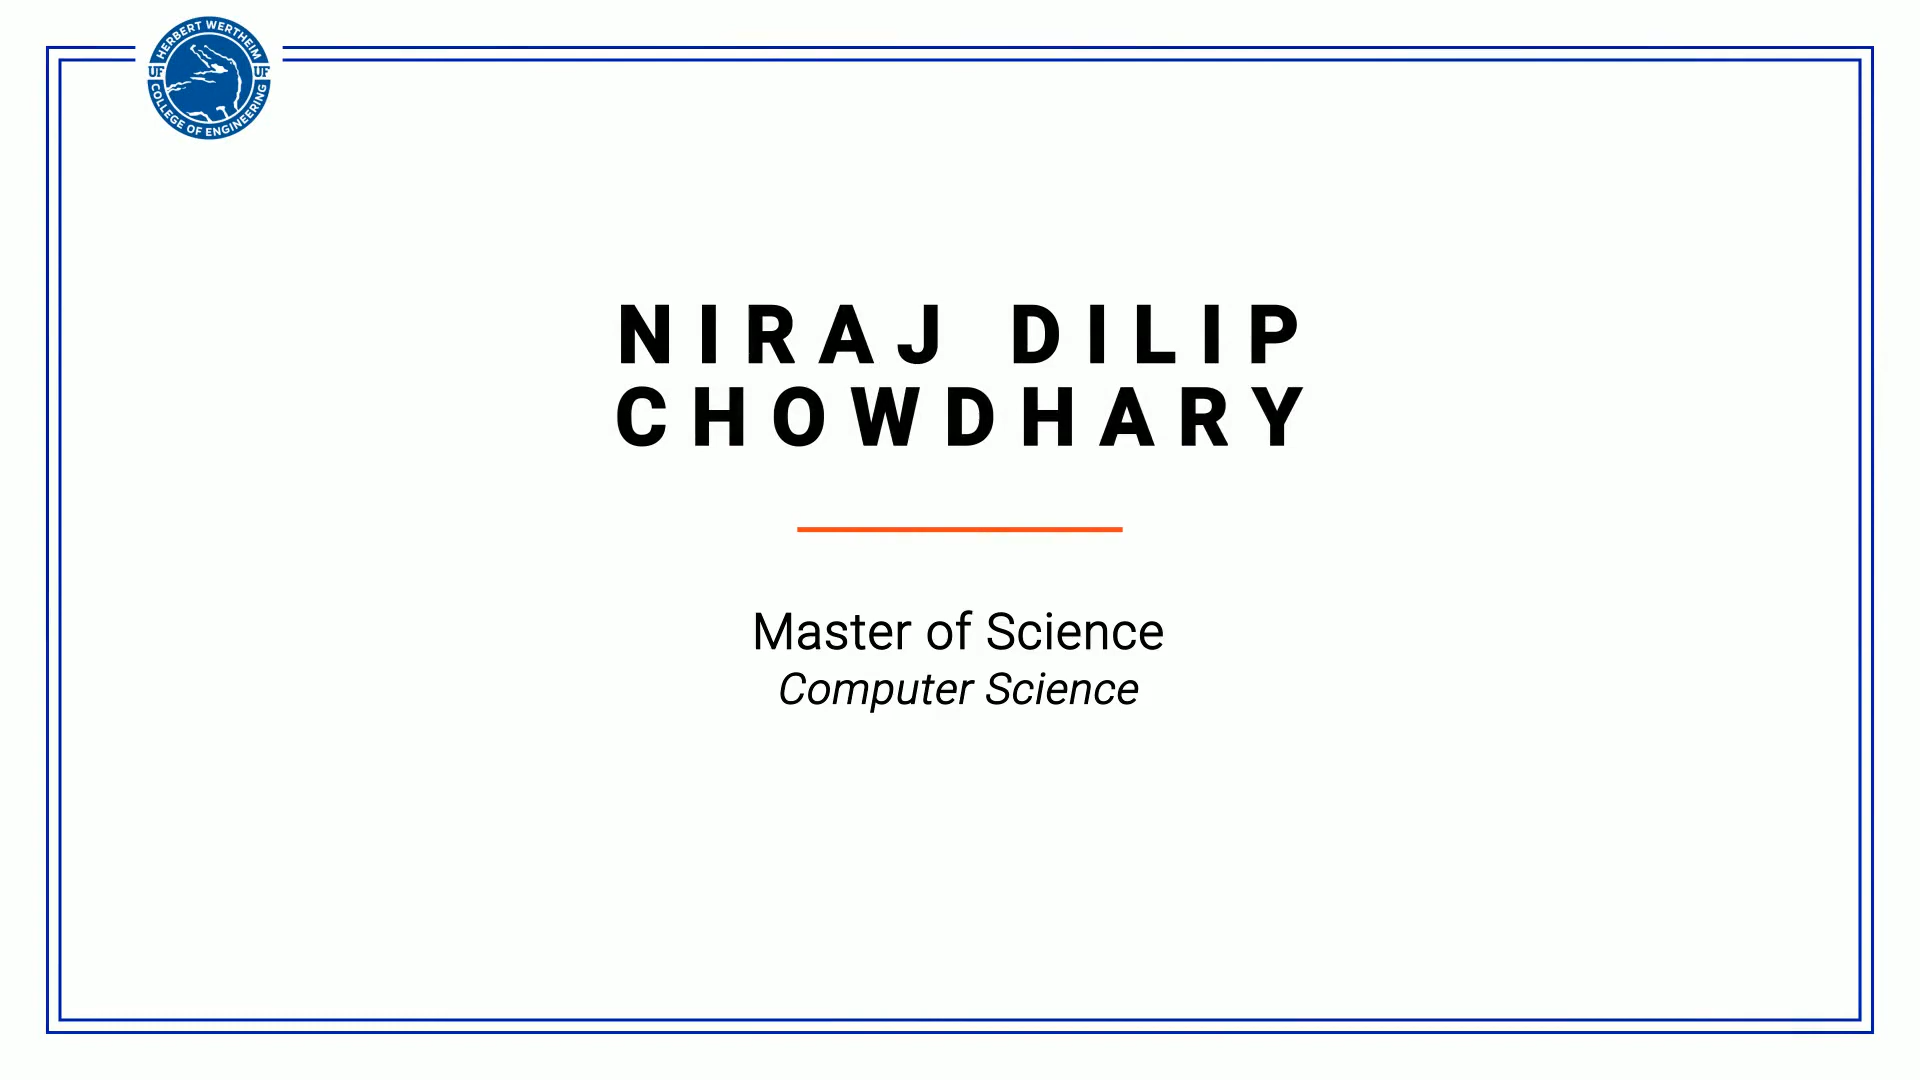 HERBERT WERTHEIM
UF UF
COLLEGE OF ENGINEERING
NIRAJ DILIP
CHOWDHARY
Master of Science
Computer Science